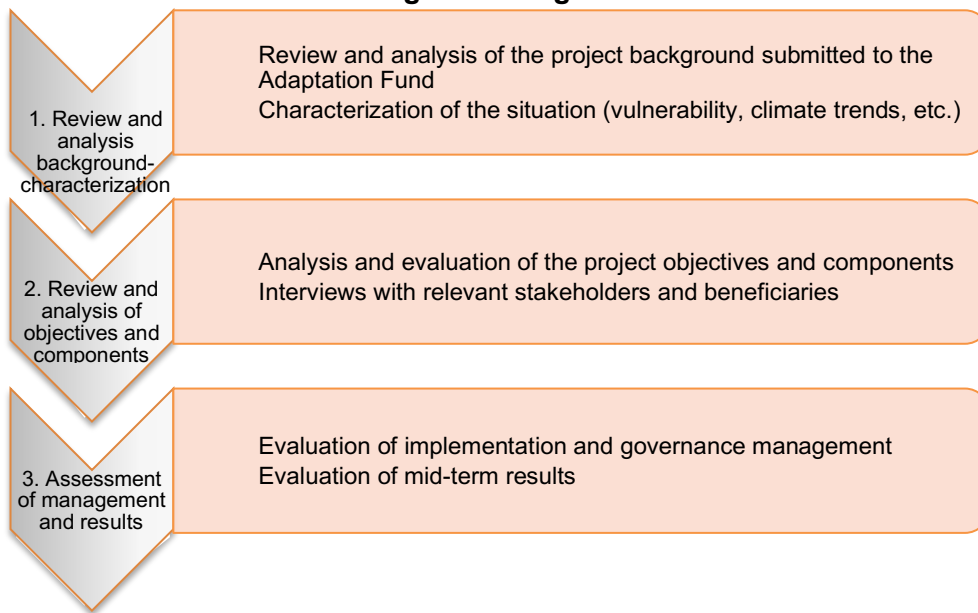 Review and analysis of the project background submitted to the
Adaptation Fund
Characterization of the situation (vulnerability, climate trends, etc.)
1. Review and
analysis
background-
characterization
Analysis and evaluation of the project objectives and components
Interviews with relevant stakeholders and beneficiaries
2. Review and
analysis of
objectives and
components
Evaluation of implementation and governance management
Evaluation of mid-term results
3. Assessment
of management
and results